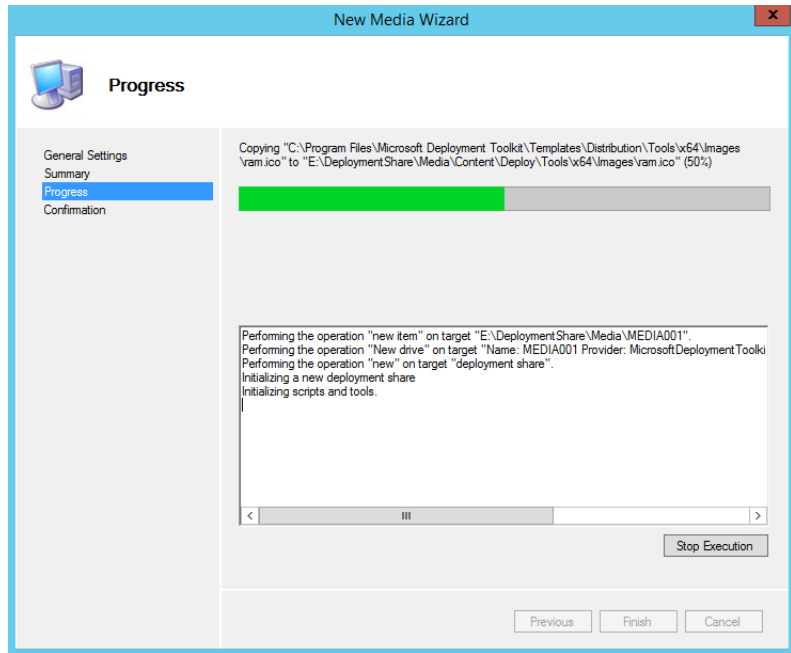 New Media Wizard
x
Progress
General Settings
Summary
Progress
Confirmation
Copying "C:\Program Files\Microsoft Deployment Toolkit\Templates\Distribution\Tools\x64\Images
\ram.ico" to "E:\DeploymentShare\Media\Content\Deploy\Tools\x64\Images\ram.ico" (50%)
Performing the operation "new item" on target "E:\DeploymentShare\Media\MEDIA001".
Performing the operation "New drive" on target "Name: MEDIA001 Provider: MicrosoftDeploymentToolki
Performing the operation "new" on target "deployment share".
Initializing a new deployment share
Initializing scripts and tools.
Stop Execution
Previous Finish Cancel